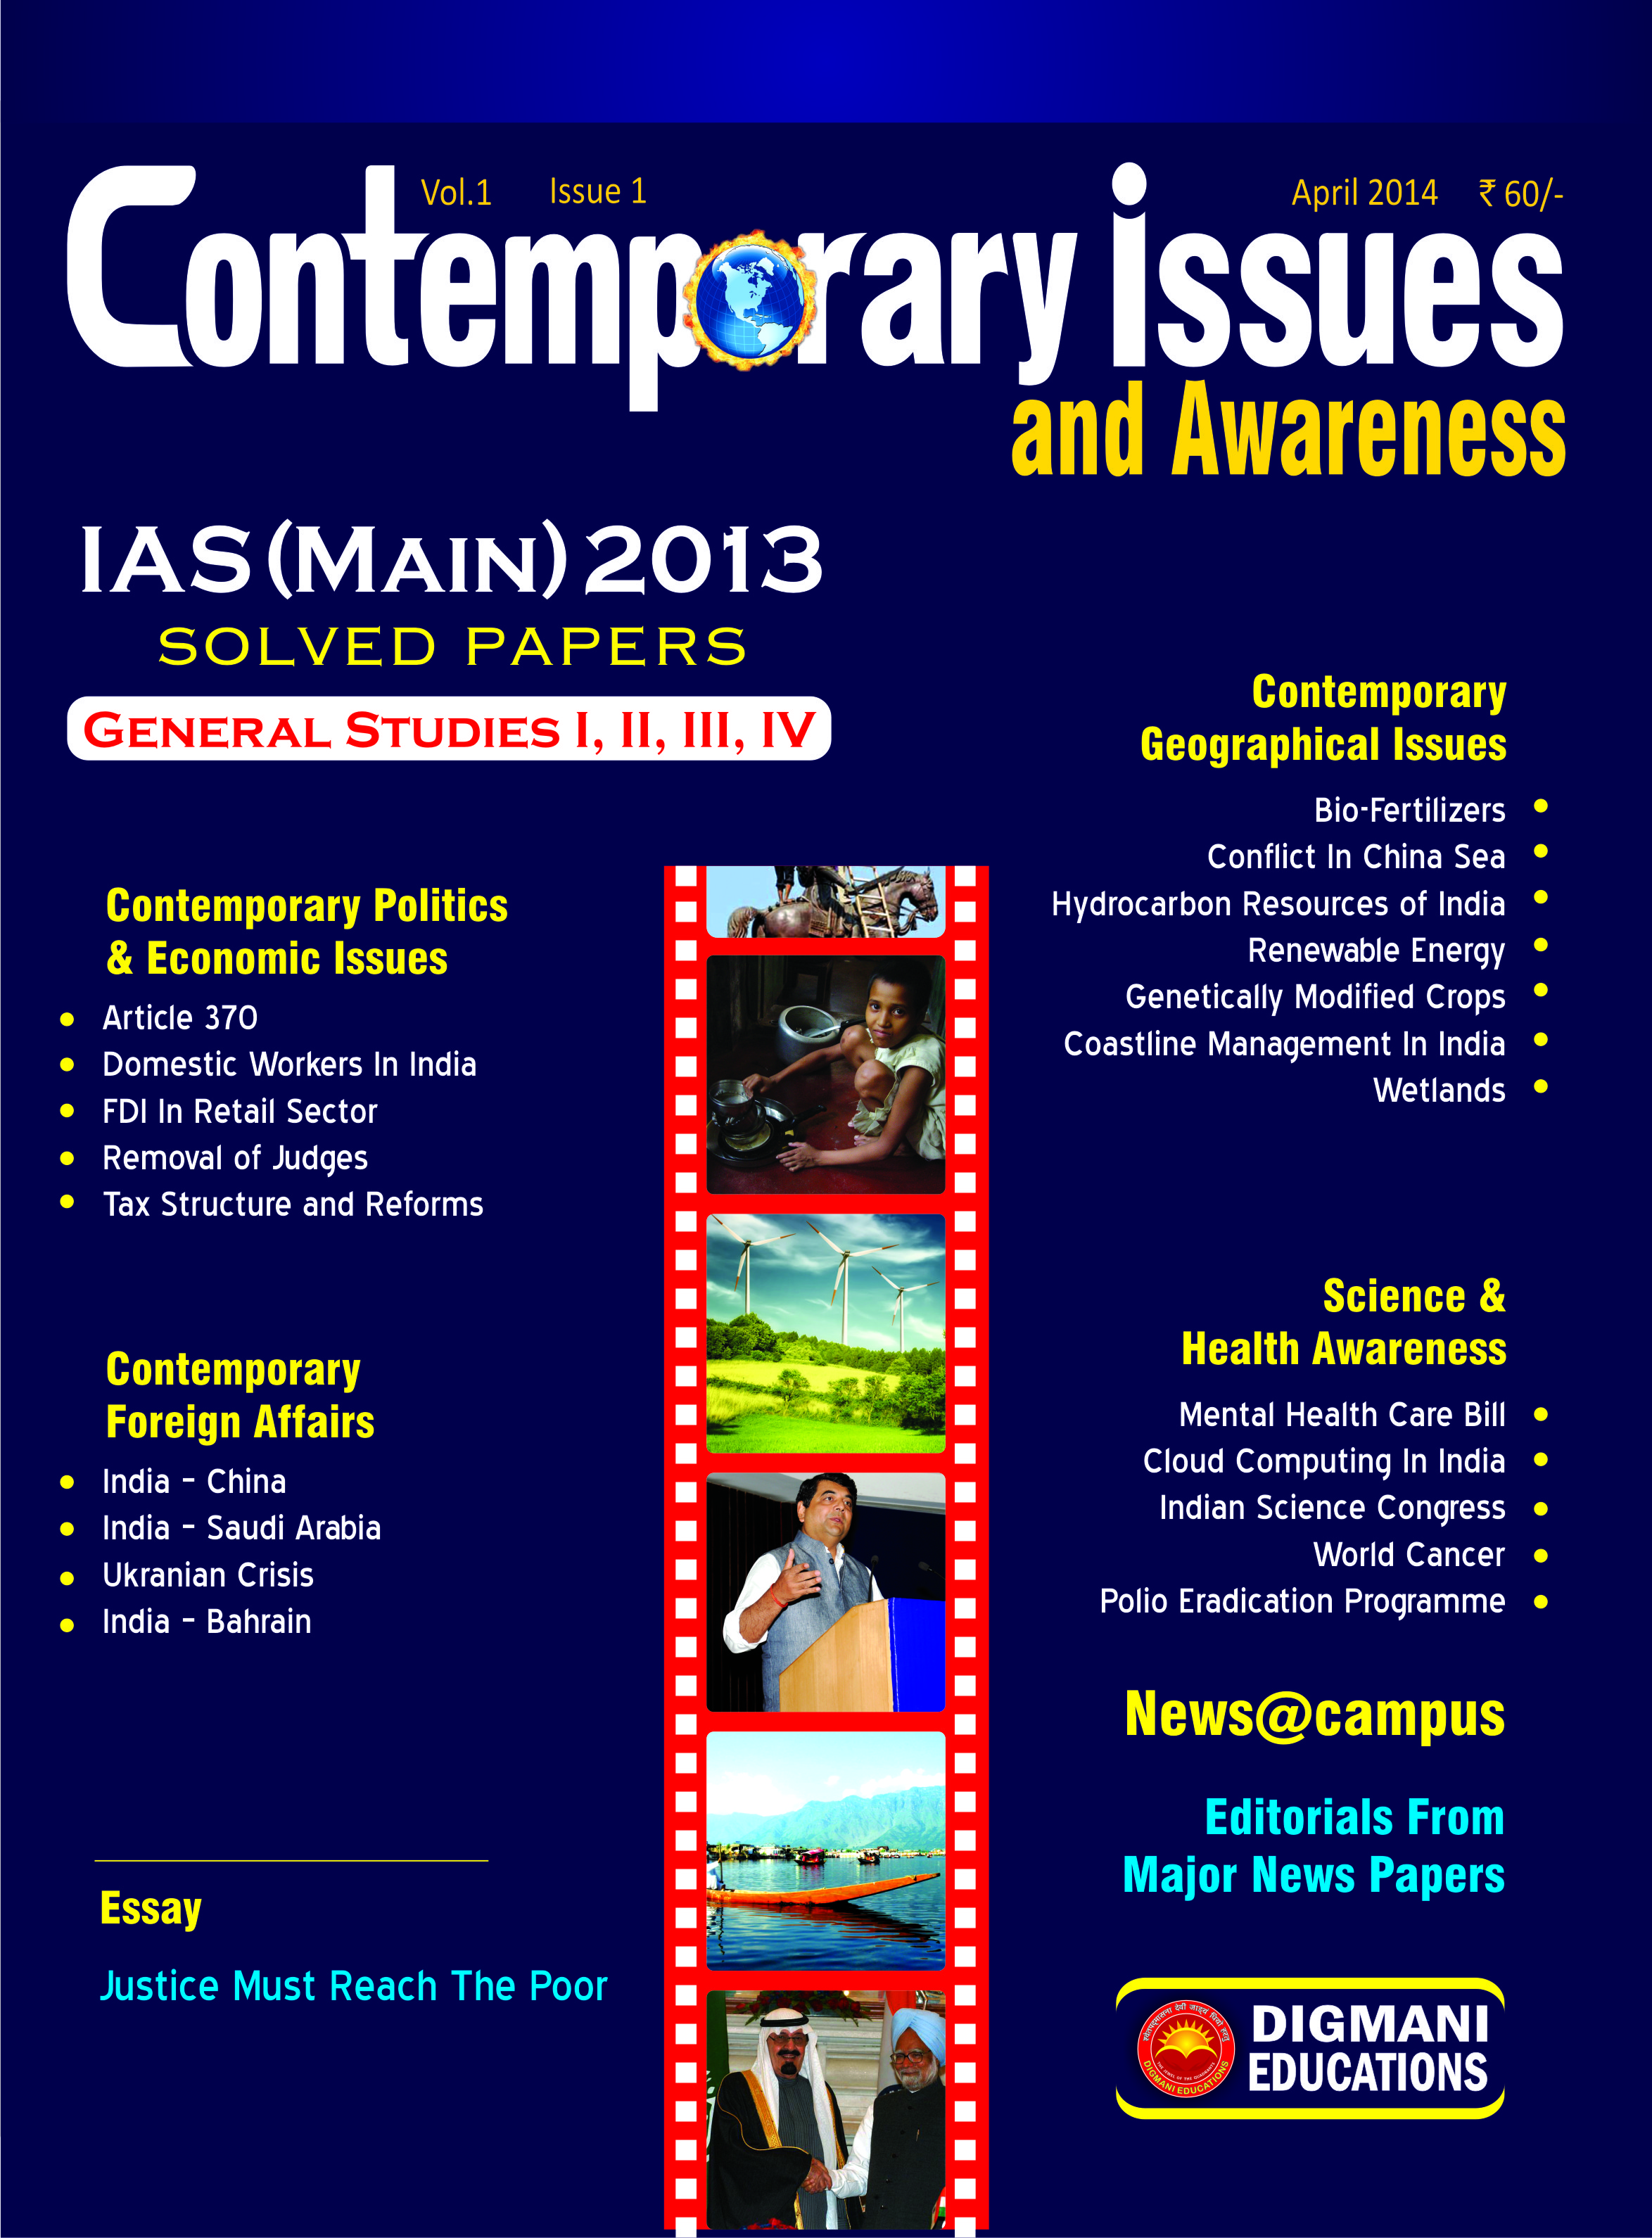 Vol.1 Issue 1 April 2014 ₹ 60/-
Contemporary issues
and Awareness
IAS (MAIN) 2013
SOLVED PAPERS
GENERAL STUDIES I, II, III, IV
Contemporary Politics
& Economic Issues
• Article 370
• Domestic Workers In India
• FDI In Retail Sector
• Removal of Judges
• Tax Structure and Reforms
Contemporary
Foreign Affairs
• India – China
• India – Saudi Arabia
• Ukranian Crisis
• India – Bahrain
Essay
Justice Must Reach The Poor
Contemporary
Geographical Issues
Bio-Fertilizers •
Conflict In China Sea •
Hydrocarbon Resources of India •
Renewable Energy •
Genetically Modified Crops •
Coastline Management In India •
Wetlands •
Science &
Health Awareness
Mental Health Care Bill •
Cloud Computing In India •
Indian Science Congress •
World Cancer •
Polio Eradication Programme •
News@campus
Editorials From
Major News Papers
DIGMANI EDUCATIONS
DIGMANI
EDUCATIONS